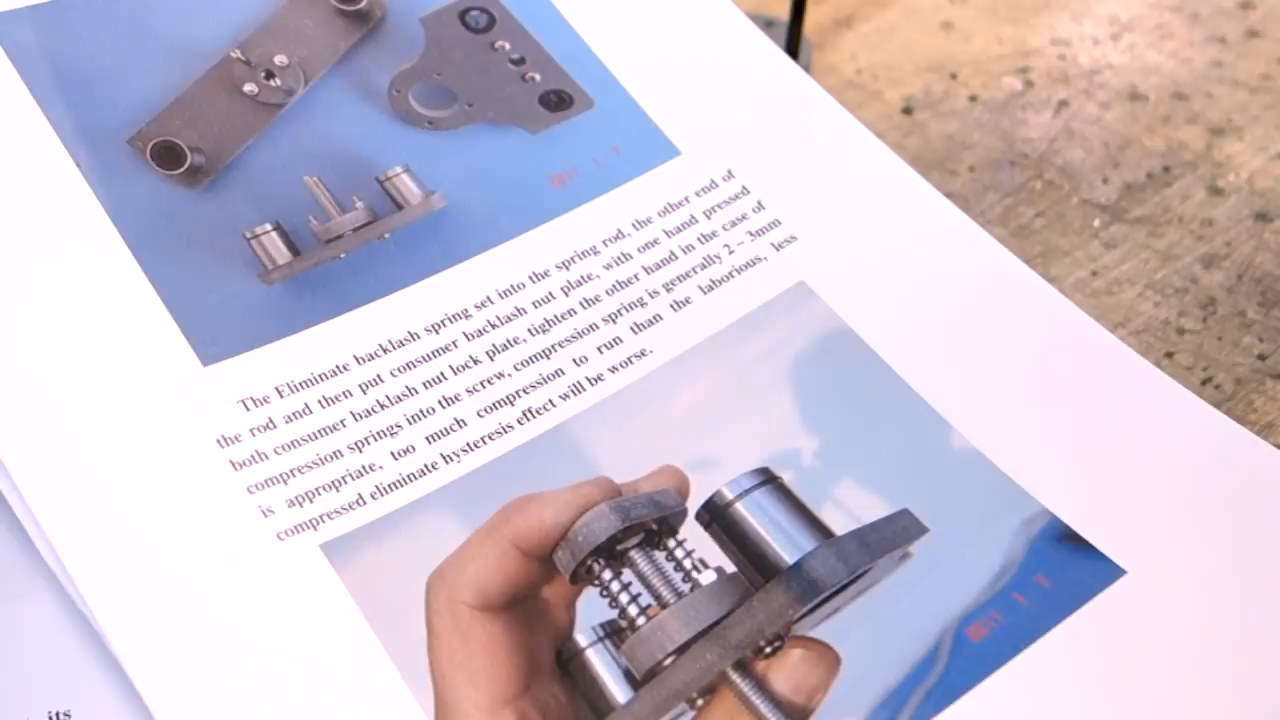 The Eliminate backlash spring set into the spring rod, the other end of
the rod and then put consumer backlash nut plate, with one hand pressed
both consumer backlash nut lock plate, tighten the other hand in the case of
compression springs into the screw, compression spring is generally 2 ~ 3mm
is appropriate, too much compression to run than the laborious, less
compressed eliminate hysteresis effect will be worse.
its